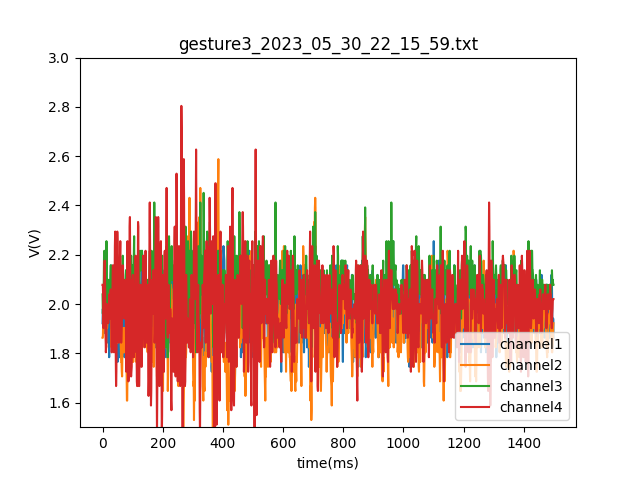 gesture3_2023_05_30_22_15_59.txt
V(V)
3.0
2.8
2.6
2.4
2.2
2.0
1.8
1.6
channel1
channel2
channel3
channel4
0 200 400 600 800 1000 1200 1400
time(ms)